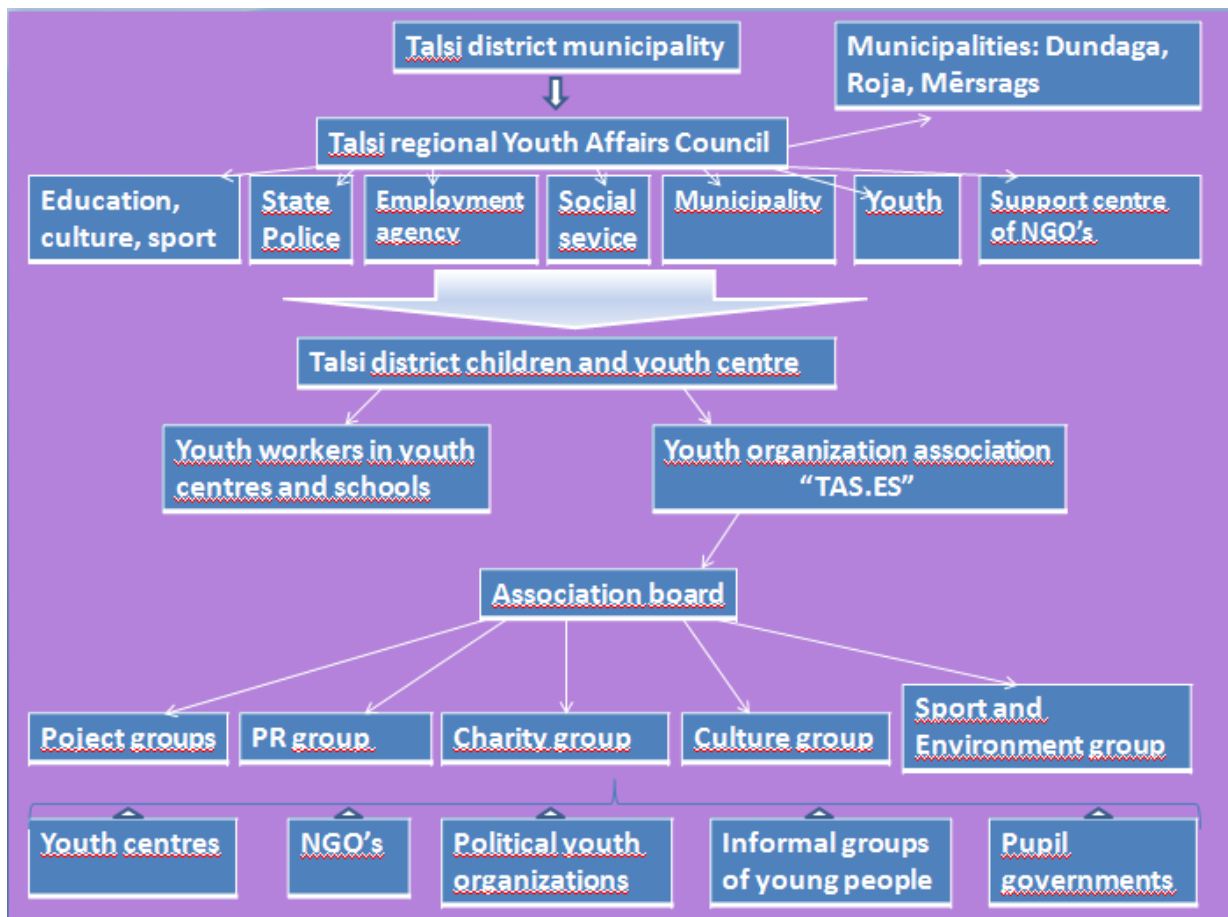 Talsi district municipality
Municipalities: Dundaga,
Roja, Mērsrags
Talsi regional Youth Affairs Council
Education,
culture, sport
State
Police
Employment
agency
Social
sevice
Municipality
Youth
Support centre
of NGO's
Talsi district children and youth centre
Youth workers in youth
centres and schools
Youth organization association
“TAS.ES”
Association board
Poject groups
PR group
Charity group
Culture group
Sport and
Environment group
Youth centres
NGO's
Political youth
organizations
Informal groups
of young people
Pupil
governments